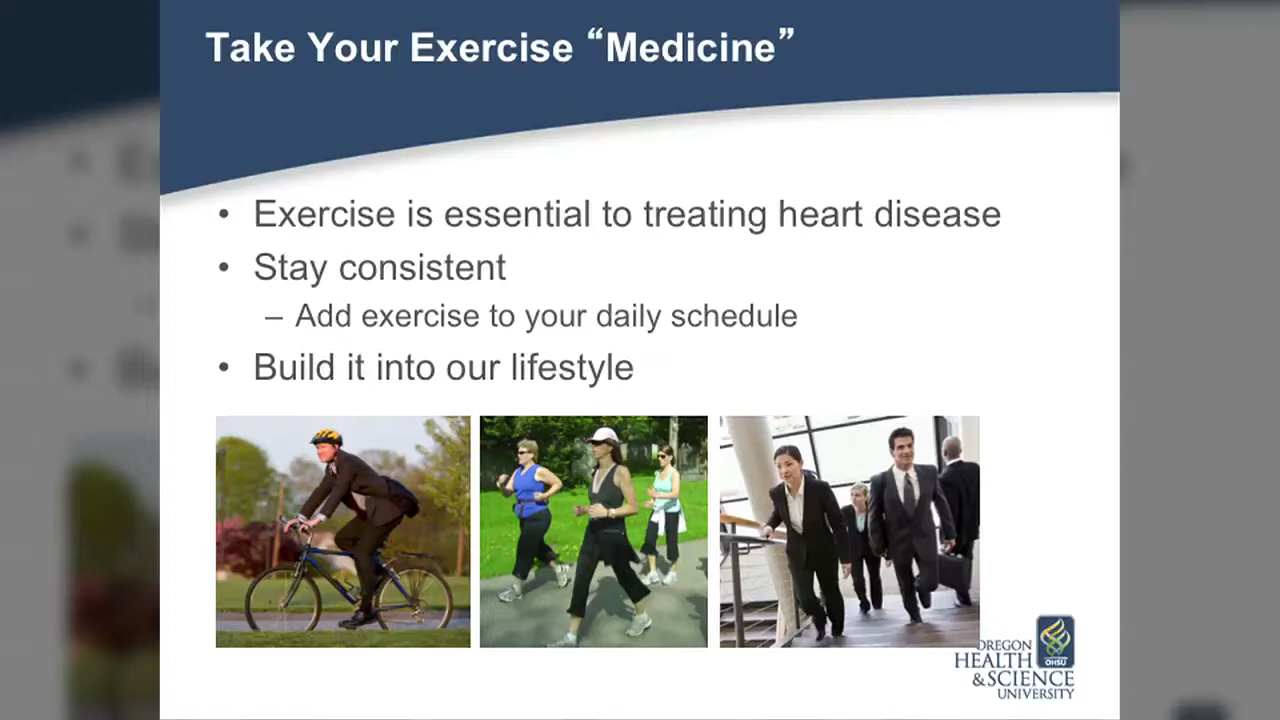 Take Your Exercise “Medicine”
• Exercise is essential to treating heart disease
• Stay consistent
– Add exercise to your daily schedule
• Build it into our lifestyle
OREGON
HEALTH
& SCIENCE
UNIVERSITY
OHSU